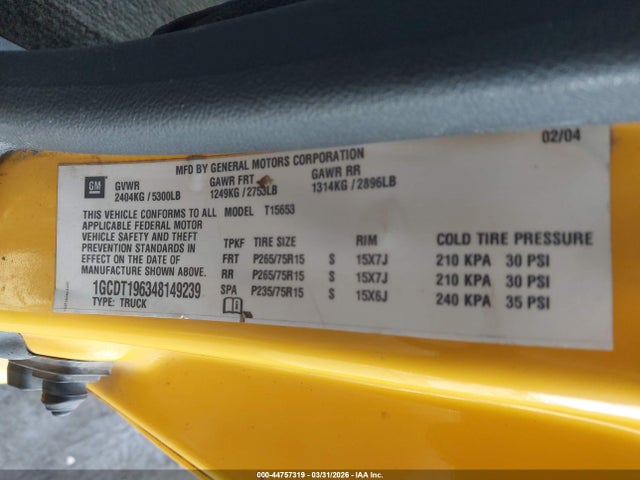 02/04
MFD BY GENERAL MOTORS CORPORATION
GM
GVWR GAWR FRT GAWR RR
2404KG / 5300LB 1249KG / 2753LB 1314KG / 2896LB
THIS VEHICLE CONFORMS TO ALL MODEL T15653
APPLICABLE FEDERAL MOTOR
VEHICLE SAFETY AND THEFT
PREVENTION STANDARDS IN
EFFECT ON THE DATE OF
MANUFACTURE SHOWN ABOVE.
1GCDT196348149239
TYPE: TRUCK
TPKF TIRE SIZE RIM COLD TIRE PRESSURE
FRT P265/75R15 S 15X7J 210 KPA 30 PSI
RR P265/75R15 S 15X7J 210 KPA 30 PSI
SPA P235/75R15 S 15X6J 240 KPA 35 PSI
000-44757319 | 03/31/2026 — IAA, Inc.